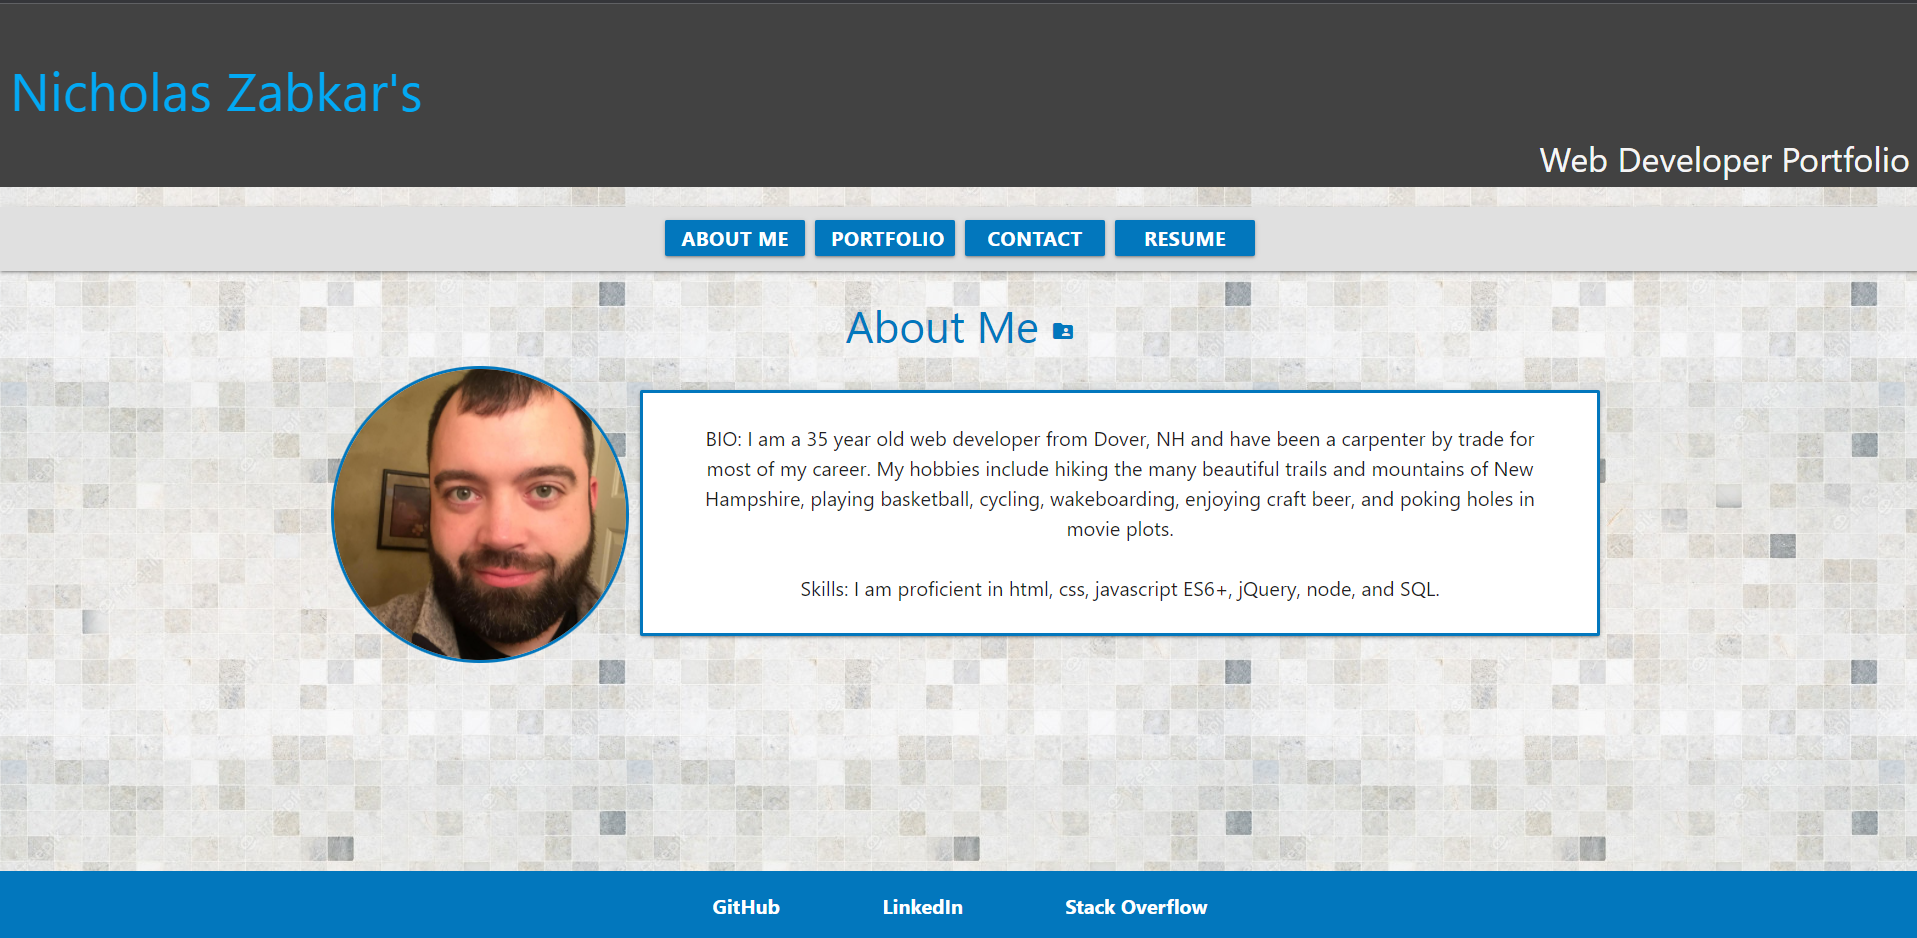 Nicholas Zabkar's
Web Developer Portfolio
ABOUT ME
PORTFOLIO
CONTACT
RESUME
About Me
BIO: I am a 35 year old web developer from Dover, NH and have been a carpenter by trade for
most of my career. My hobbies include hiking the many beautiful trails and mountains of New
Hampshire, playing basketball, cycling, wakeboarding, enjoying craft beer, and poking holes in
movie plots.
Skills: I am proficient in html, css, javascript ES6+, jQuery, node, and SQL.
GitHub
LinkedIn
Stack Overflow